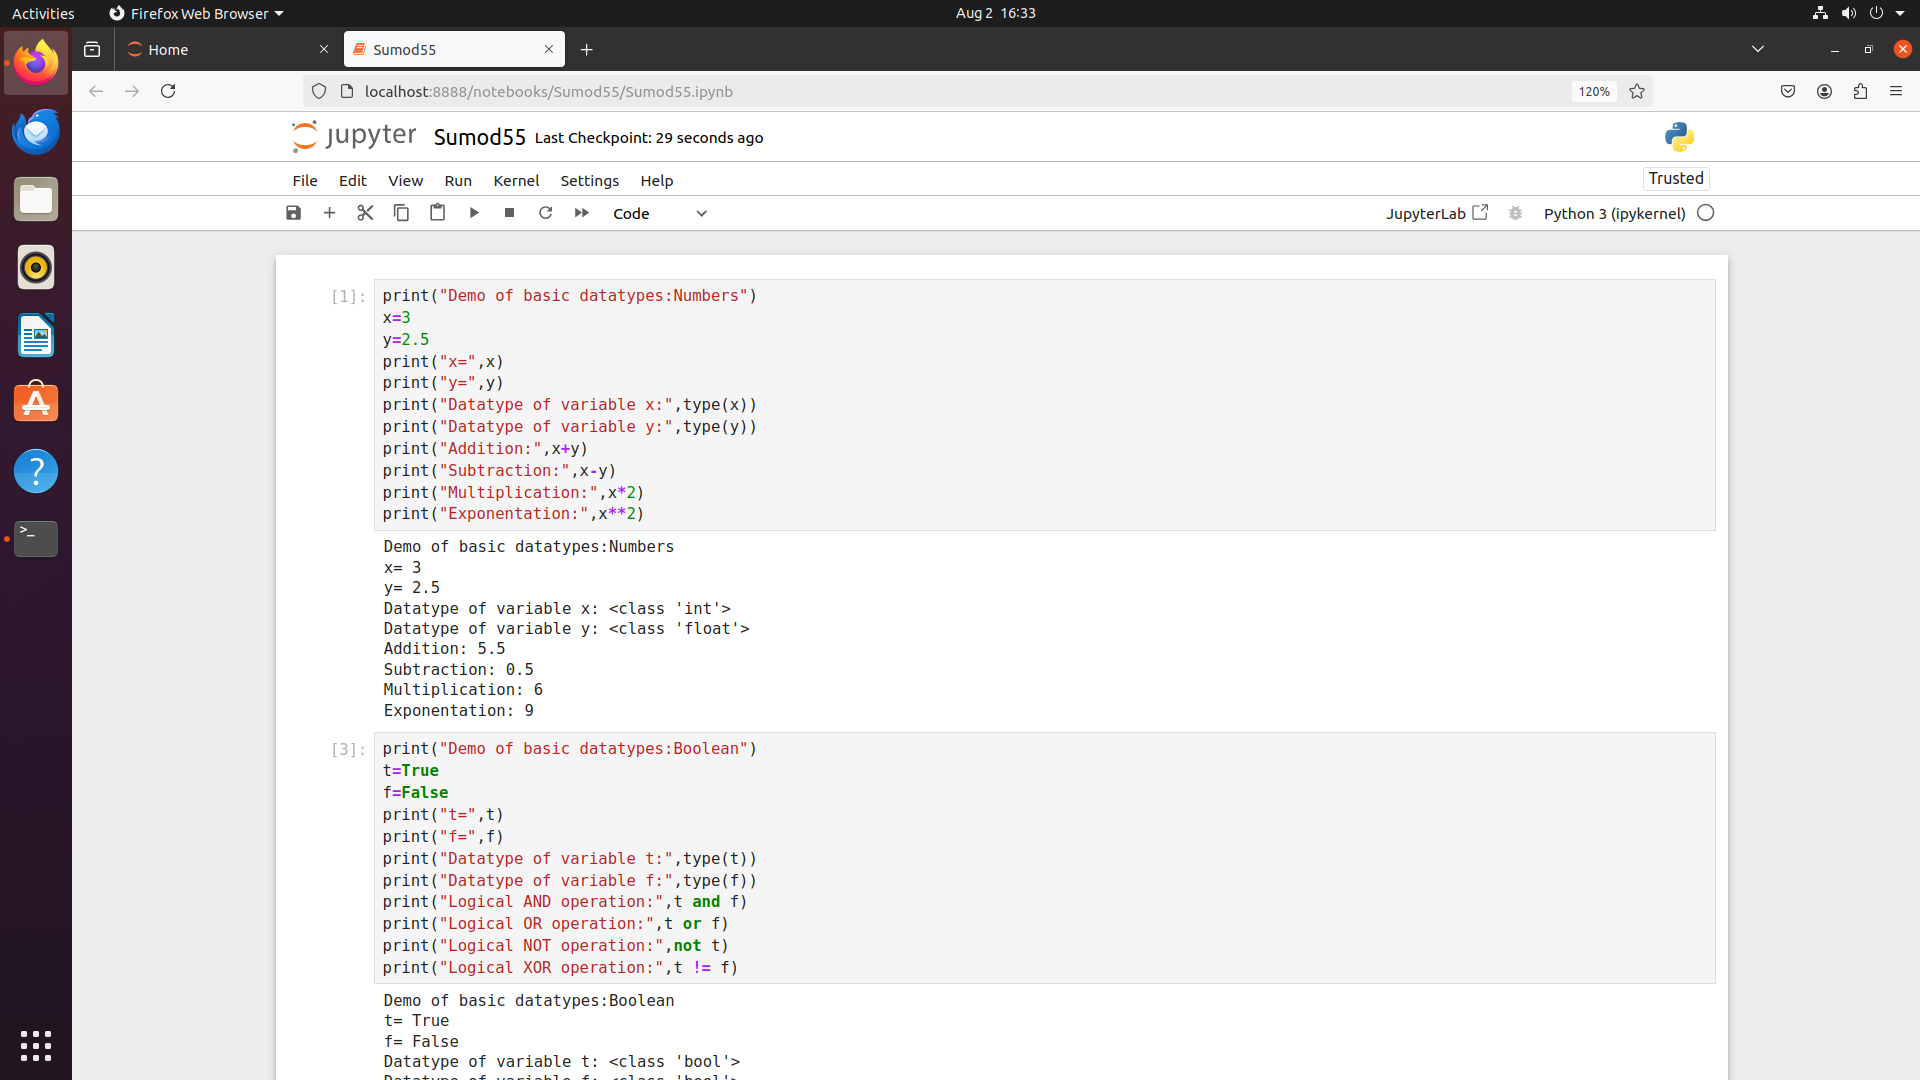 Activities Firefox Web Browser Aug 2 16:33
Home Sumod55
localhost:8888/notebooks/Sumod55/Sumod55.ipynb 120%
jupyter Sumod55 Last Checkpoint: 29 seconds ago
File Edit View Run Kernel Settings Help Trusted
Code JupyterLab Python 3 (ipykernel)
[1]: print("Demo of basic datatypes:Numbers")
x=3
y=2.5
print("x=",x)
print("y=",y)
print("Datatype of variable x:",type(x))
print("Datatype of variable y:",type(y))
print("Addition:",x+y)
print("Subtraction:",x-y)
print("Multiplication:",x*2)
print("Exponentation:",x**2)
Demo of basic datatypes:Numbers
x= 3
y= 2.5
Datatype of variable x: <class 'int'>
Datatype of variable y: <class 'float'>
Addition: 5.5
Subtraction: 0.5
Multiplication: 6
Exponentation: 9
[3]: print("Demo of basic datatypes:Boolean")
t=True
f=False
print("t=",t)
print("f=",f)
print("Datatype of variable t:",type(t))
print("Datatype of variable f:",type(f))
print("Logical AND operation:",t and f)
print("Logical OR operation:",t or f)
print("Logical NOT operation:",not t)
print("Logical XOR operation:",t != f)
Demo of basic datatypes:Boolean
t= True
f= False
Datatype of variable t: <class 'bool'>
Datatype of variable f: <class 'bool'>